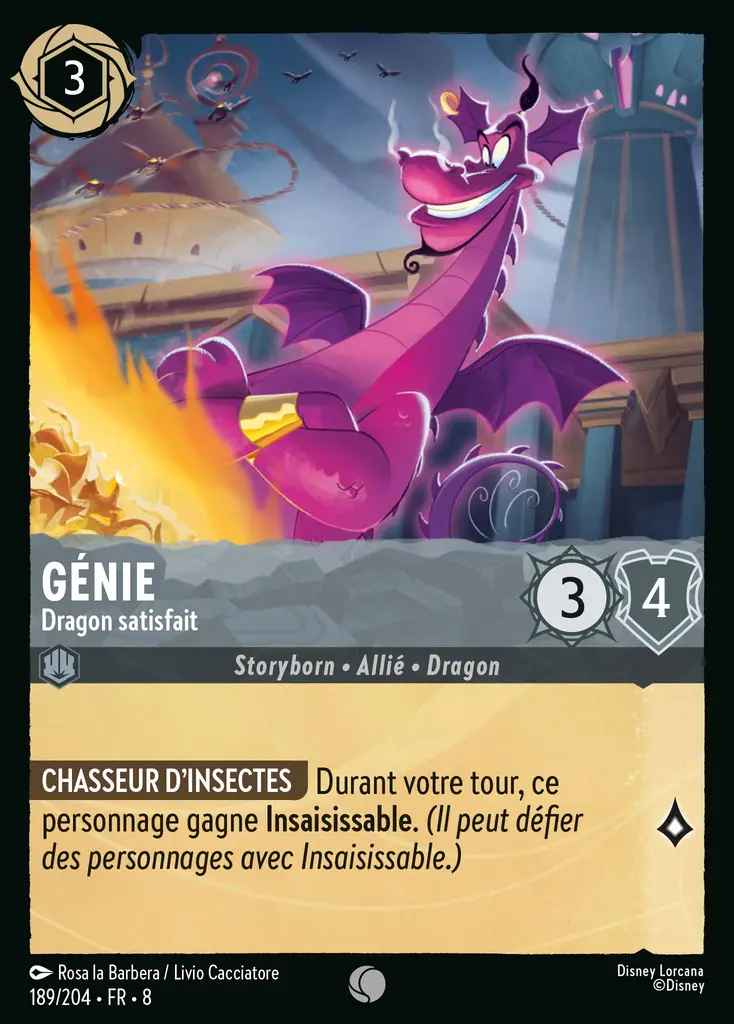 3
GÉNIE
Dragon satisfait
3
4
Storyborn • Allié • Dragon
CHASSEUR D'INSECTES Durant votre tour, ce
personnage gagne Insaisissable. (Il peut défier
des personnages avec Insaisissable.)
Rosa la Barbera / Livio Cacciatore
189/204 • FR • 8
Disney Lorcana
©Disney